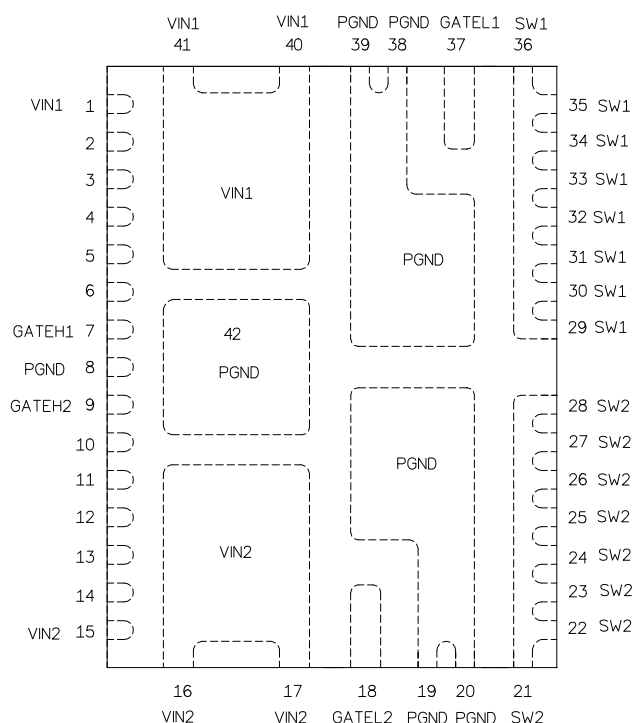 VIN1 VIN1 PGND PGND GATEL1 SW1
41 40 39 38 37 36
VIN1 1 35 SW1
2 34 SW1
3 33 SW1
VIN1
4 32 SW1
5 31 SW1
PGND
6 30 SW1
GATEH1 7 42 29 SW1
PGND 8 PGND
GATEH2 9 28 SW2
10 27 SW2
PGND
11 26 SW2
12 25 SW2
VIN2
13 24 SW2
14 23 SW2
VIN2 15 22 SW2
16 17 18 19 20 21
VIN2 VIN2 GATEL2 PGND PGND SW2